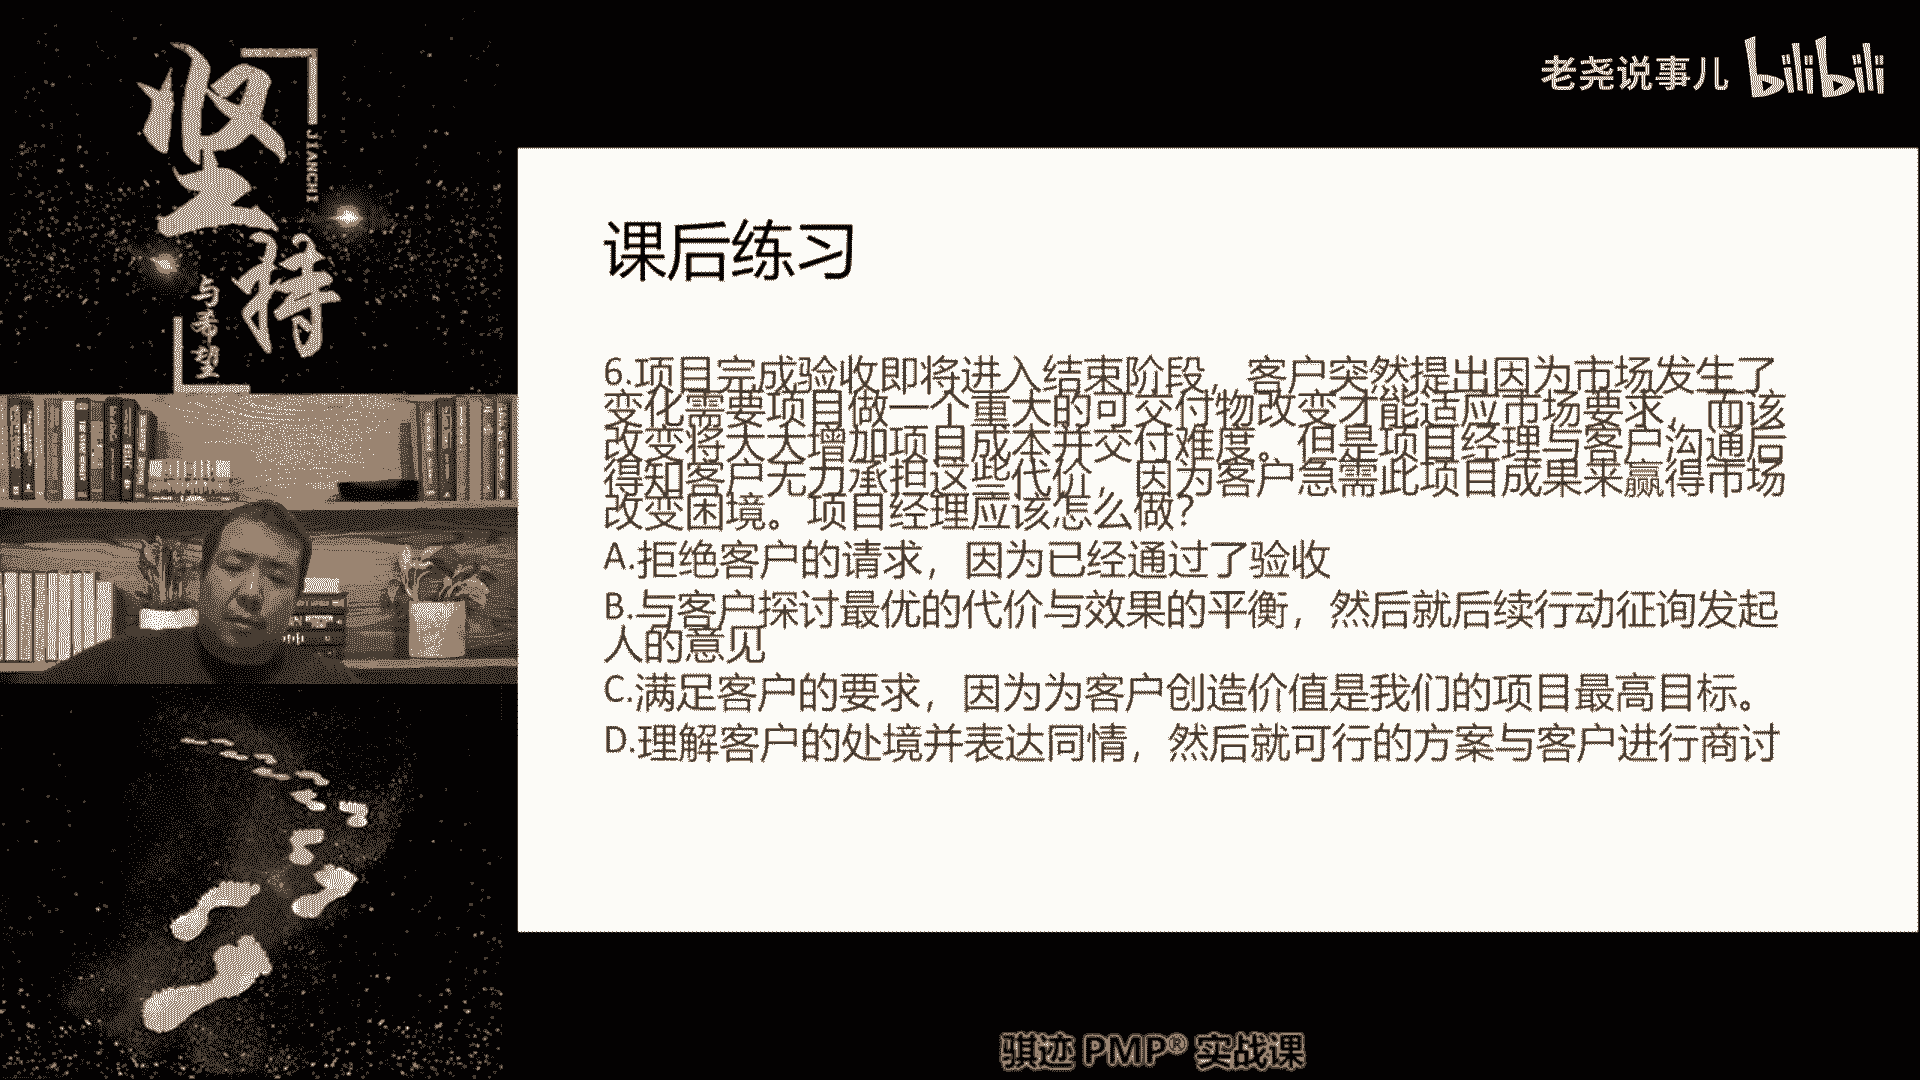 坚持
JIANCHI
与希望
老尧说事儿 bilibili
课后练习
6.项目完成验收即将进入结束阶段，客户突然提出因为市场发生了
变化需要项目做一个重大的可交付物改变才能适应市场要求，而该
改变将大大增加项目成本并交付难度。但是项目经理与客户沟通后
得知客户无力承担这些代价，因为客户急需此项目成果来赢得市场
改变困境。项目经理应该怎么做？
A.拒绝客户的请求，因为已经通过了验收
B.与客户探讨最优的代价与效果的平衡，然后就后续行动征询发起
人的意见
C.满足客户的要求，因为为客户创造价值是我们的项目最高目标。
D.理解客户的处境并表达同情，然后就可行的方案与客户进行商讨
骐迹 PMP® 实战课